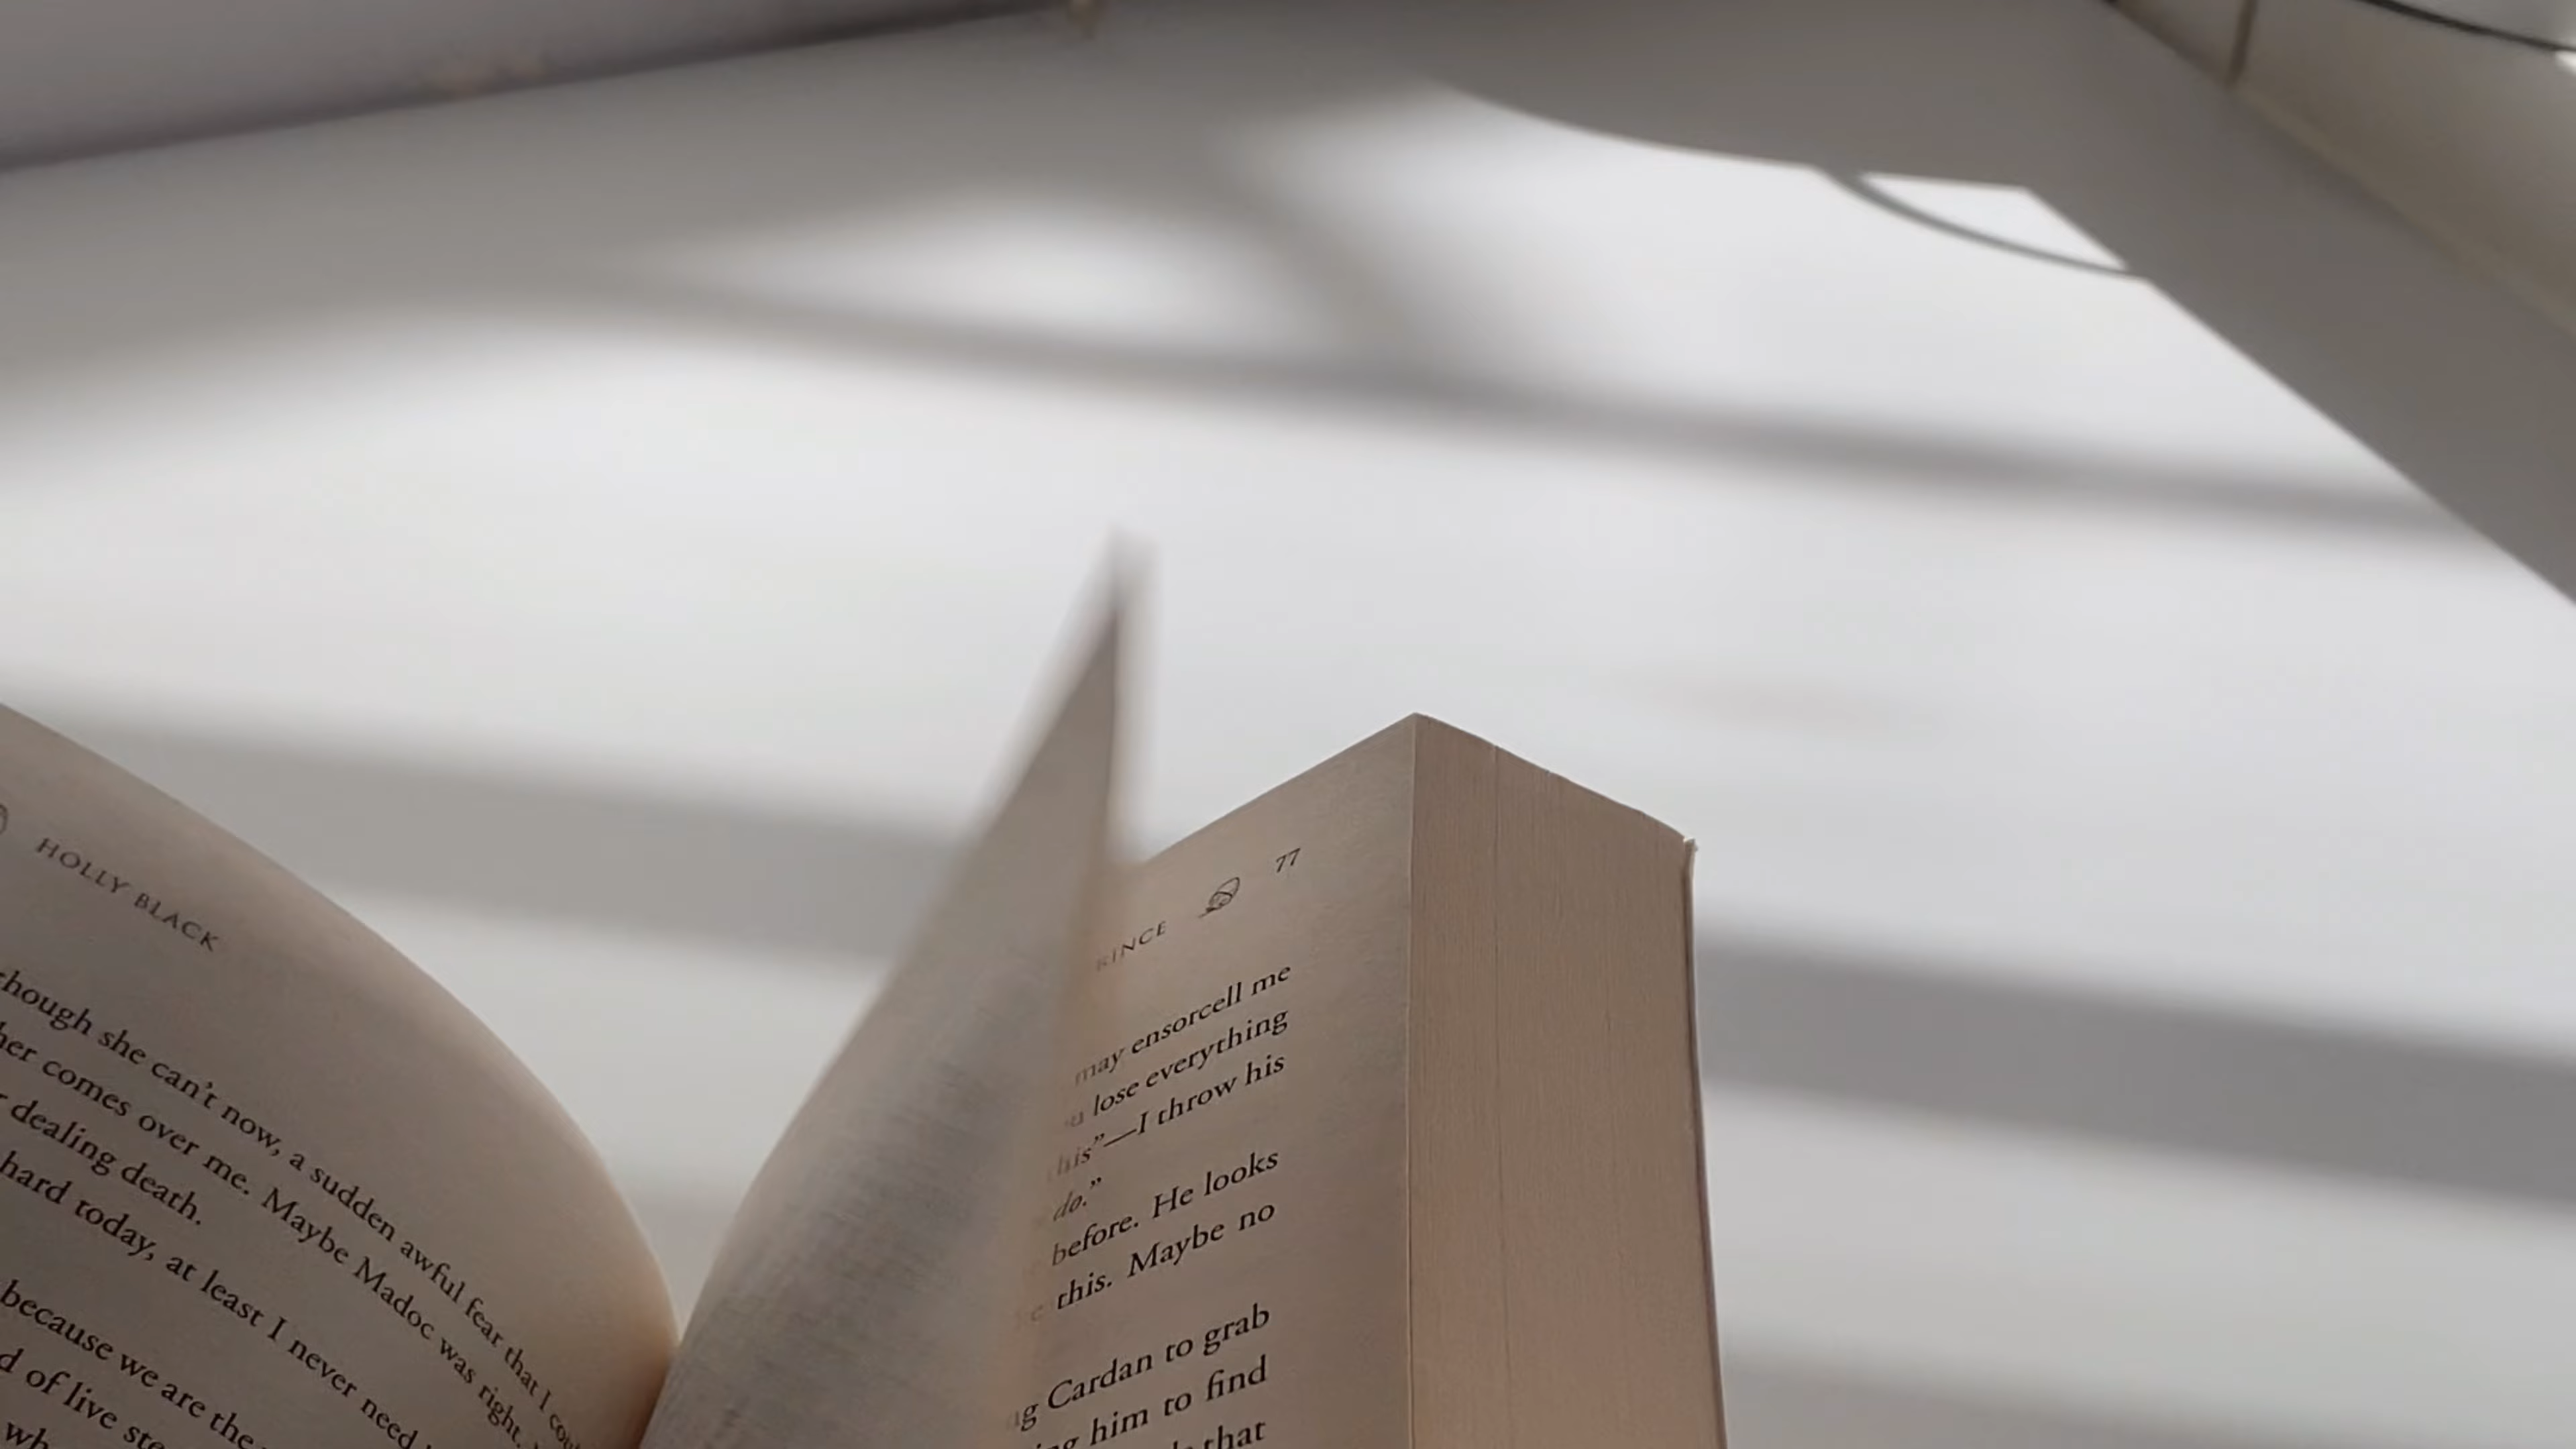 HOLLY BLACK
though she can't now, a sudden awful fear that I
comes over me. Maybe Madoc was right.
dealing death.
hard today, at least I never need
because we are the
d of live
RINCE 77
may ensorcell me
lose everything
his”—I throw his
do.”
before. He looks
this. Maybe no
Cardan to grab
him to find
that